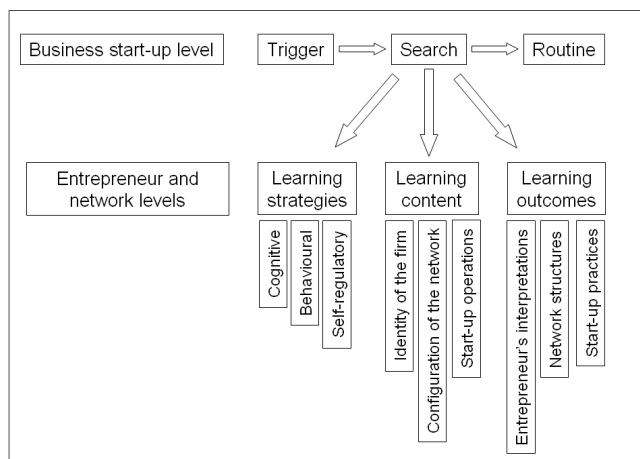 Business start-up level
Trigger
Search
Routine
Entrepreneur and
network levels
Learning
strategies
Learning
content
Learning
outcomes
Cognitive
Behavioural
Self-regulatory
Identity of the firm
Configuration of the network
Start-up operations
Entrepreneur's interpretations
Network structures
Start-up practices